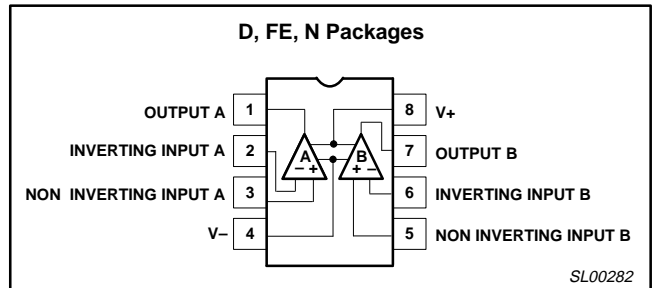 D, FE, N Packages
OUTPUT A 1 8 V+
INVERTING INPUT A 2 7 OUTPUT B
A B
− + + −
NON INVERTING INPUT A 3 6 INVERTING INPUT B
V− 4 5 NON INVERTING INPUT B
SL00282